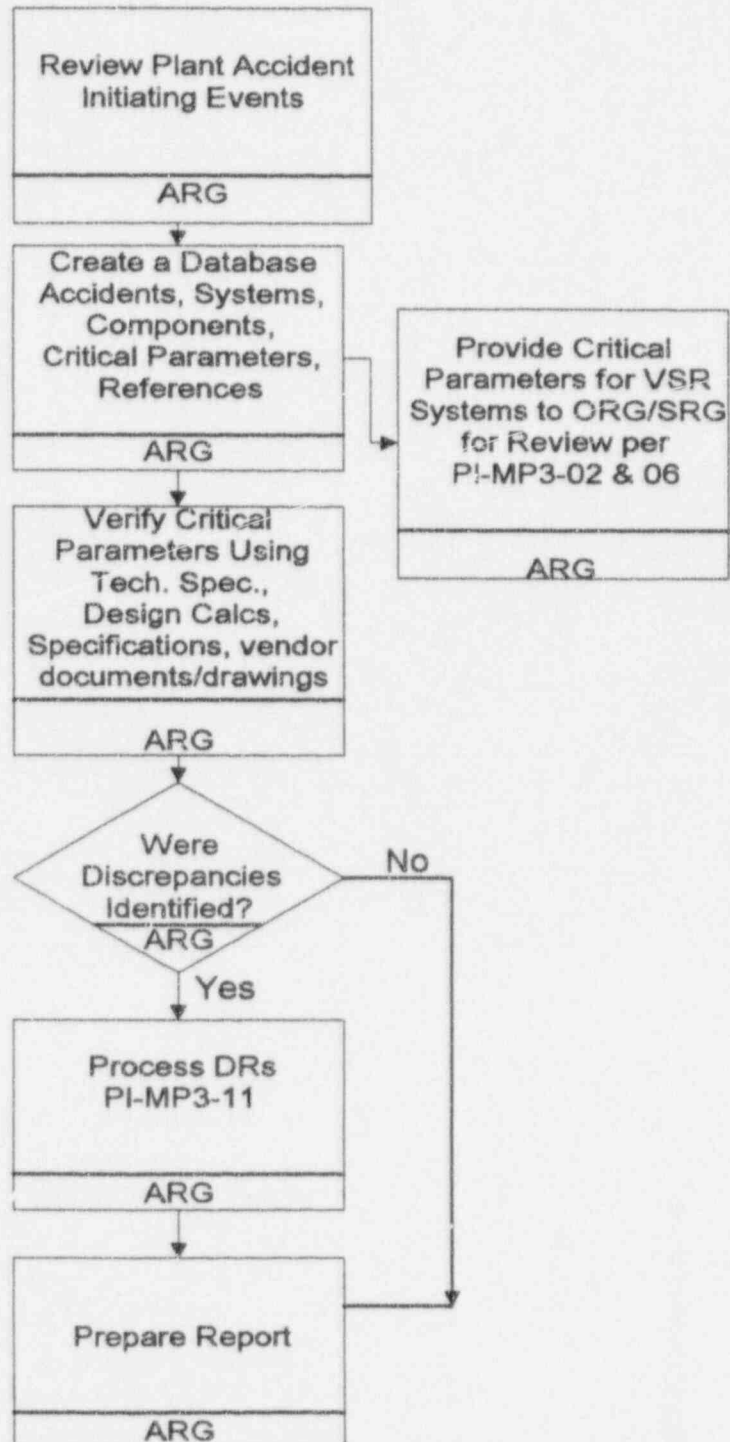 Review Plant Accident
Initiating Events
ARG
Create a Database
Accidents, Systems,
Components,
Critical Parameters,
References
ARG
Provide Critical
Parameters for VSR
Systems to ORG/SRG
for Review per
P!-MP3-02 & 06
ARG
Verify Critical
Parameters Using
Tech. Spec.,
Design Calcs,
Specifications, vendor
documents/drawings
ARG
Were
Discrepancies
Identified?
ARG
No
Yes
Process DRs
PI-MP3-11
ARG
Prepare Report
ARG